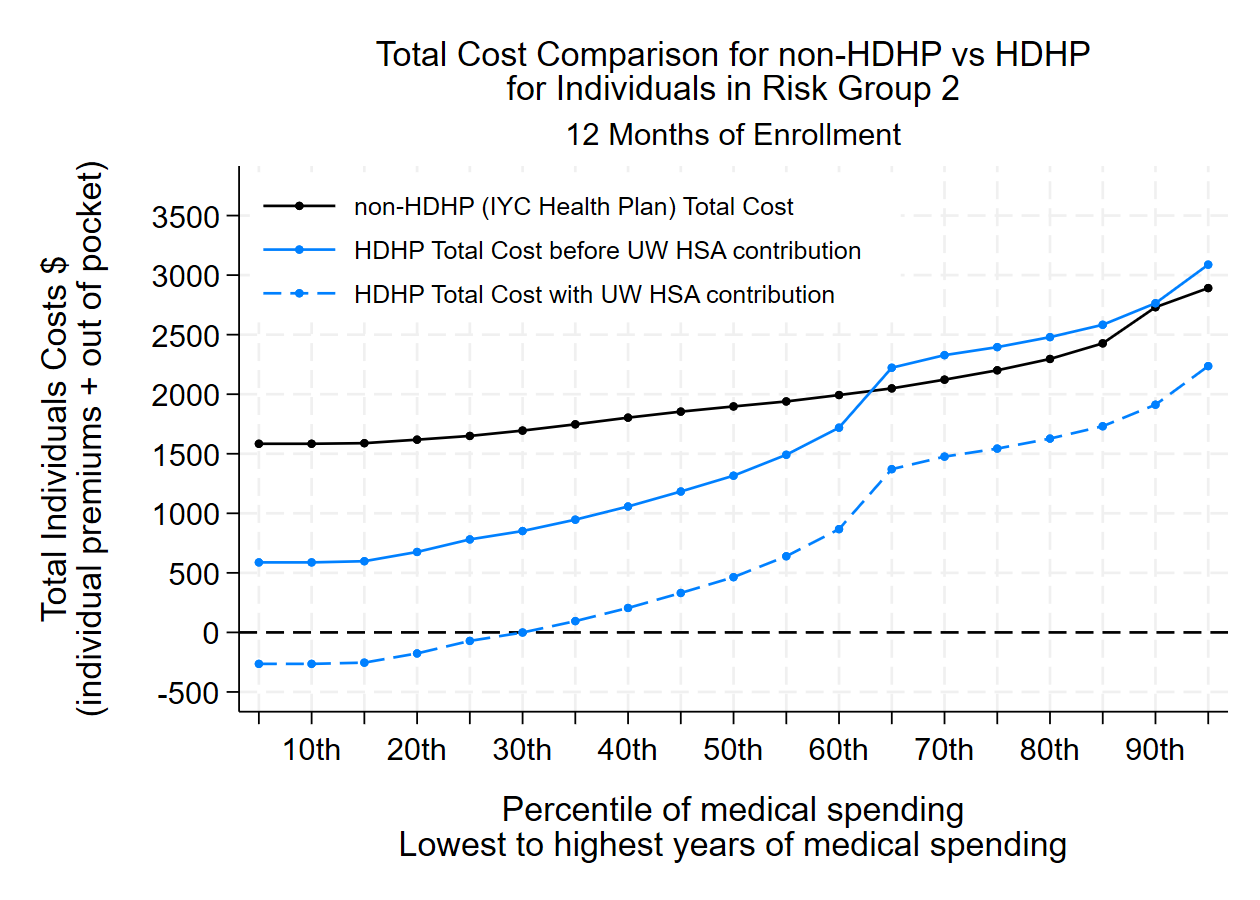 Total Cost Comparison for non-HDHP vs HDHP
for Individuals in Risk Group 2
12 Months of Enrollment
Total Individuals Costs $
(individual premiums + out of pocket)
3500
3000
2500
2000
1500
1000
500
0
-500
non-HDHP (IYC Health Plan) Total Cost
HDHP Total Cost before UW HSA contribution
HDHP Total Cost with UW HSA contribution
10th 20th 30th 40th 50th 60th 70th 80th 90th
Percentile of medical spending
Lowest to highest years of medical spending